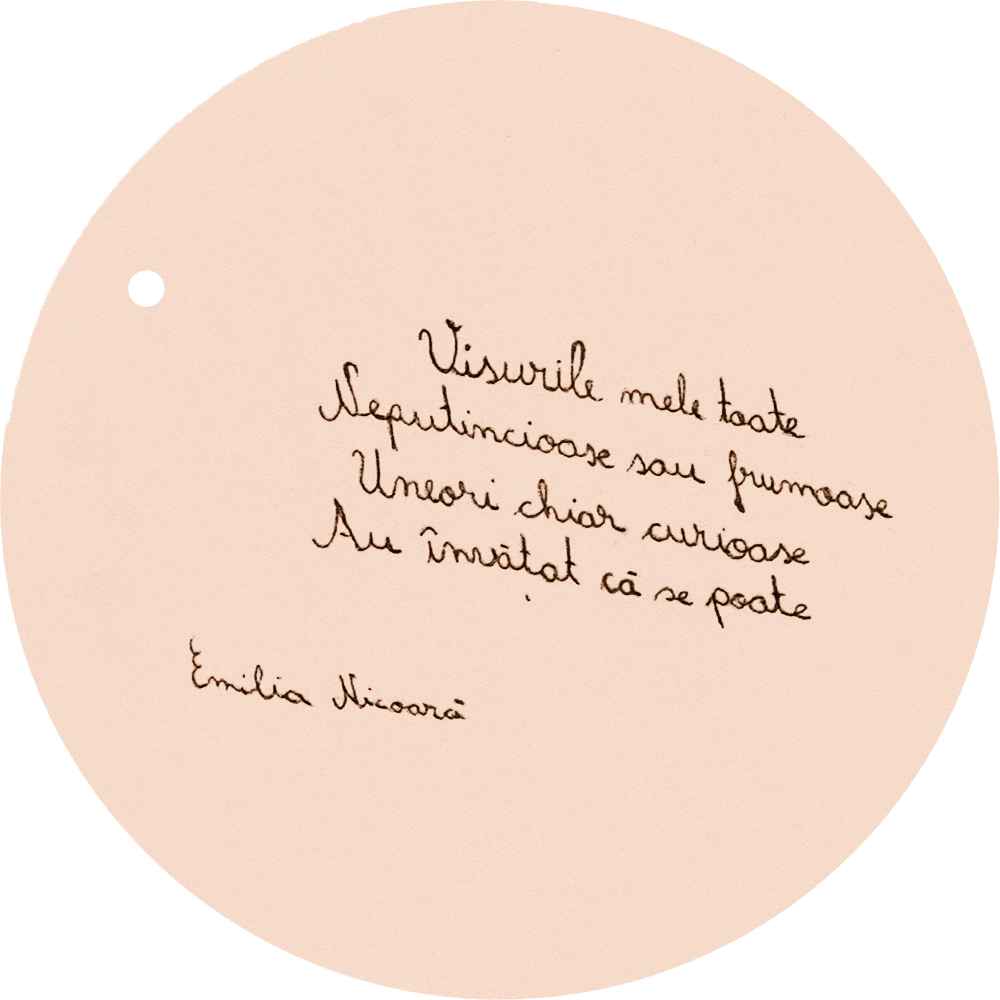 Visurile mele toate
Neputincioase sau frumoase
Uneori chiar curioase
Au învățat că se poate
Emilia Nicoară